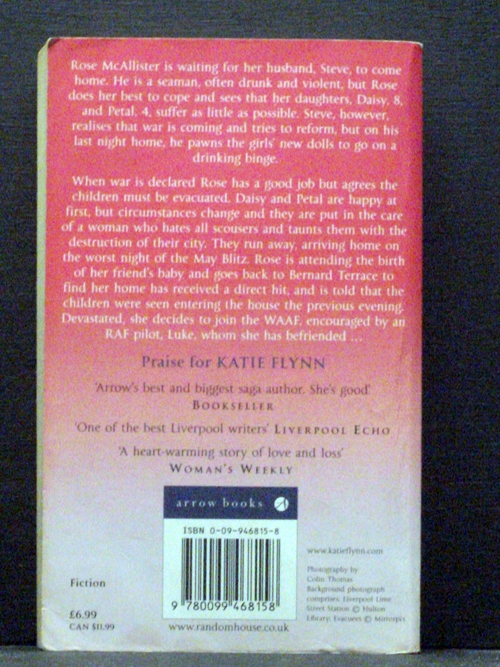 Rose McAllister is waiting for her husband, Steve, to come
home. He is a seaman, often drunk and violent, but Rose
does her best to cope and sees that her daughters, Daisy, 8,
and Petal, 4, suffer as little as possible. Steve, however,
realises that war is coming and tries to reform, but on his
last night home, he pawns the girls' new dolls to go on a
drinking binge.
When war is declared Rose has a good job but agrees the
children must be evacuated. Daisy and Petal are happy at
first, but circumstances change and they are put in the care
of a woman who hates all scousers and taunts them with the
destruction of their city. They run away, arriving home on
the worst night of the May Blitz. Rose is attending the birth
of her friend's baby and goes back to Bernard Terrace to
find her home has received a direct hit, and is told that the
children were seen entering the house the previous evening.
Devastated, she decides to join the WAAF, encouraged by an
RAF pilot, Luke, whom she has befriended ...
Praise for KATIE FLYNN
'Arrow's best and biggest saga author. She's good'
BOOKSELLER
'One of the best Liverpool writers' LIVERPOOL ECHO
'A heart-warming story of love and loss'
WOMAN'S WEEKLY
arrow books
ISBN 0-09-946815-8
9 780099 468158
www.randomhouse.co.uk
Fiction
£6.99
CAN $11.99
www.katieflynn.com
Photography by
Colin Thomas
Background photograph
comprises: Liverpool Lime
Street Station © Hulton
Library; Evacuees © Mirrorpix